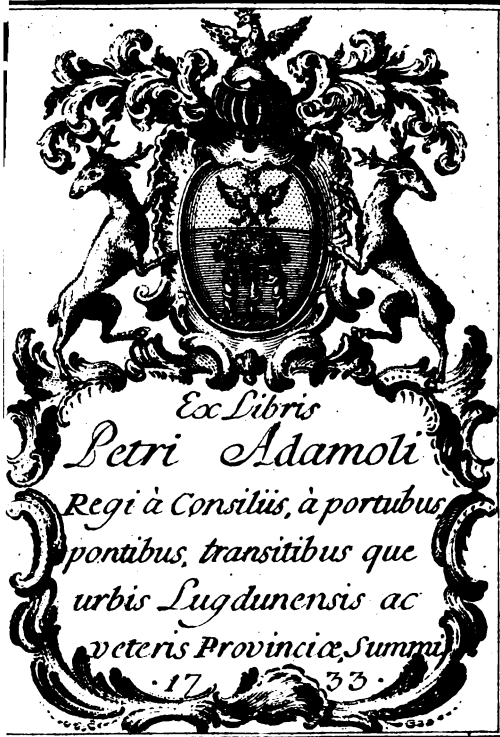 Ex Libris
Petri Adamoli
Regi à Consiliis, à portubus
pontibus, transitibus que
urbis Lugdunensis ac
veteris Provinciæ, Summi,
·17 33·